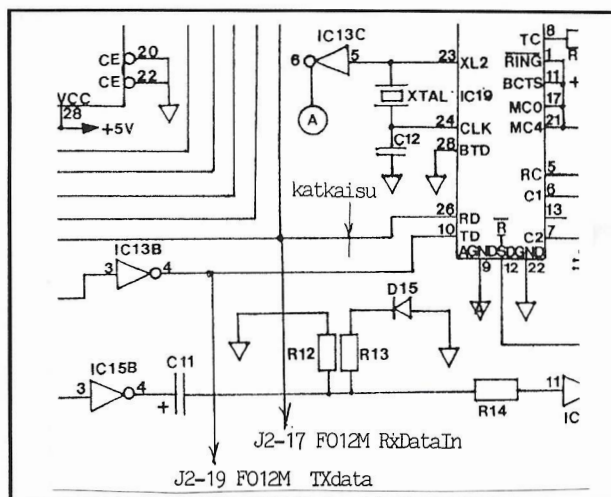 IC13C
6
5
23
XL2
TC
8
R
CE
20
CE
22
RING
1
XTAL
IC19
BCTS
11
+
MC0
17
VCC
28
+5V
A
24
CLK
MC4
21
C12
28
BTD
RC
5
katkaisu
C1
6
26
RD
R
13
10
TD
C2
7
IC13B
3
4
AGND
SDGND
9
12
22
A
D15
R12
R13
IC15B
C11
3
4
+
R14
11
IC
J2-17 FO12M RxDataIn
J2-19 FO12M TXdata